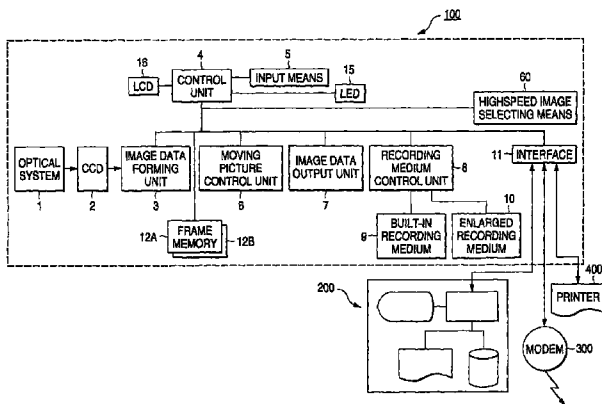 100
16
4
5
15
60
LCD
CONTROL
UNIT
INPUT MEANS
LED
HIGHSPEED IMAGE
SELECTING MEANS
11
INTERFACE
OPTICAL
SYSTEM
1
CCD
2
IMAGE DATA
FORMING
UNIT
3
MOVING
PICTURE
CONTROL UNIT
6
IMAGE DATA
OUTPUT UNIT
7
RECORDING
MEDIUM
CONTROL UNIT
8
12A
FRAME
MEMORY
12B
9
BUILT-IN
RECORDING
MEDIUM
10
ENLARGED
RECORDING
MEDIUM
200
400
PRINTER
MODEM
300